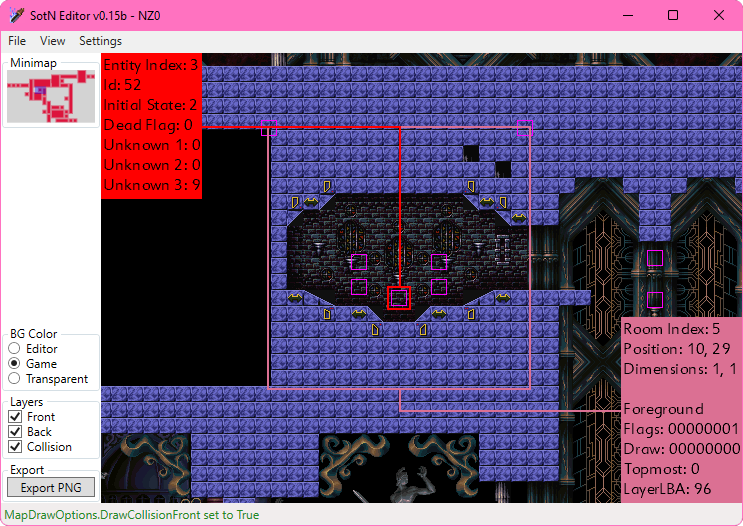 SotN Editor v0.15b - NZ0
File View Settings
Minimap
Entity Index: 3
Id: 52
Initial State: 2
Dead Flag: 0
Unknown 1: 0
Unknown 2: 0
Unknown 3: 9
BG Color
Editor
Game
Transparent
Layers
Front
Back
Collision
Export
Export PNG
Room Index: 5
Position: 10, 29
Dimensions: 1, 1
Foreground
Flags: 00000001
Draw: 00000000
Topmost: 0
LayerLBA: 96
MapDrawOptions.DrawCollisionFront set to True